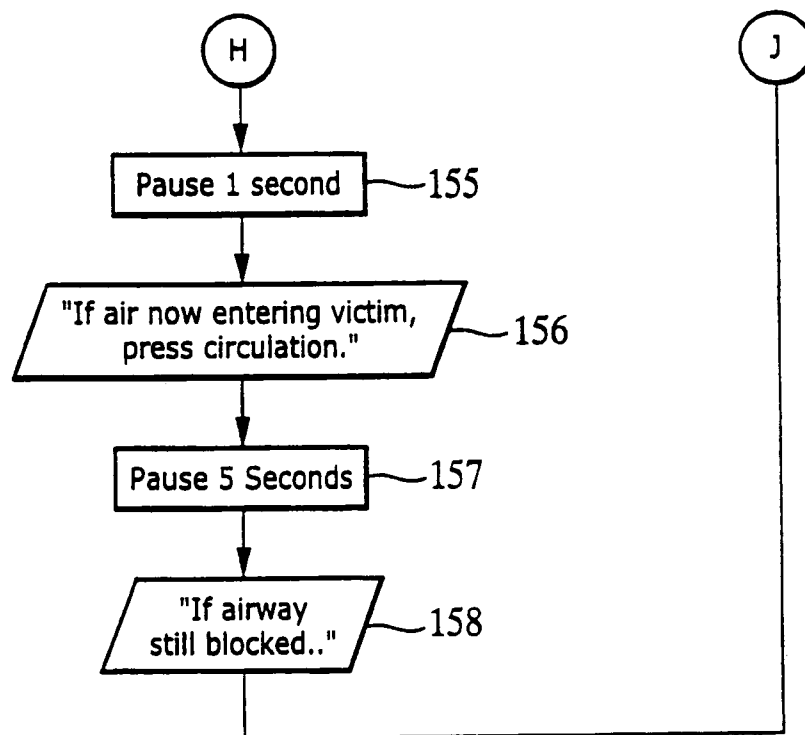 H
J
Pause 1 second
155
"If air now entering victim,
press circulation."
156
Pause 5 Seconds
157
"If airway
still blocked.."
158